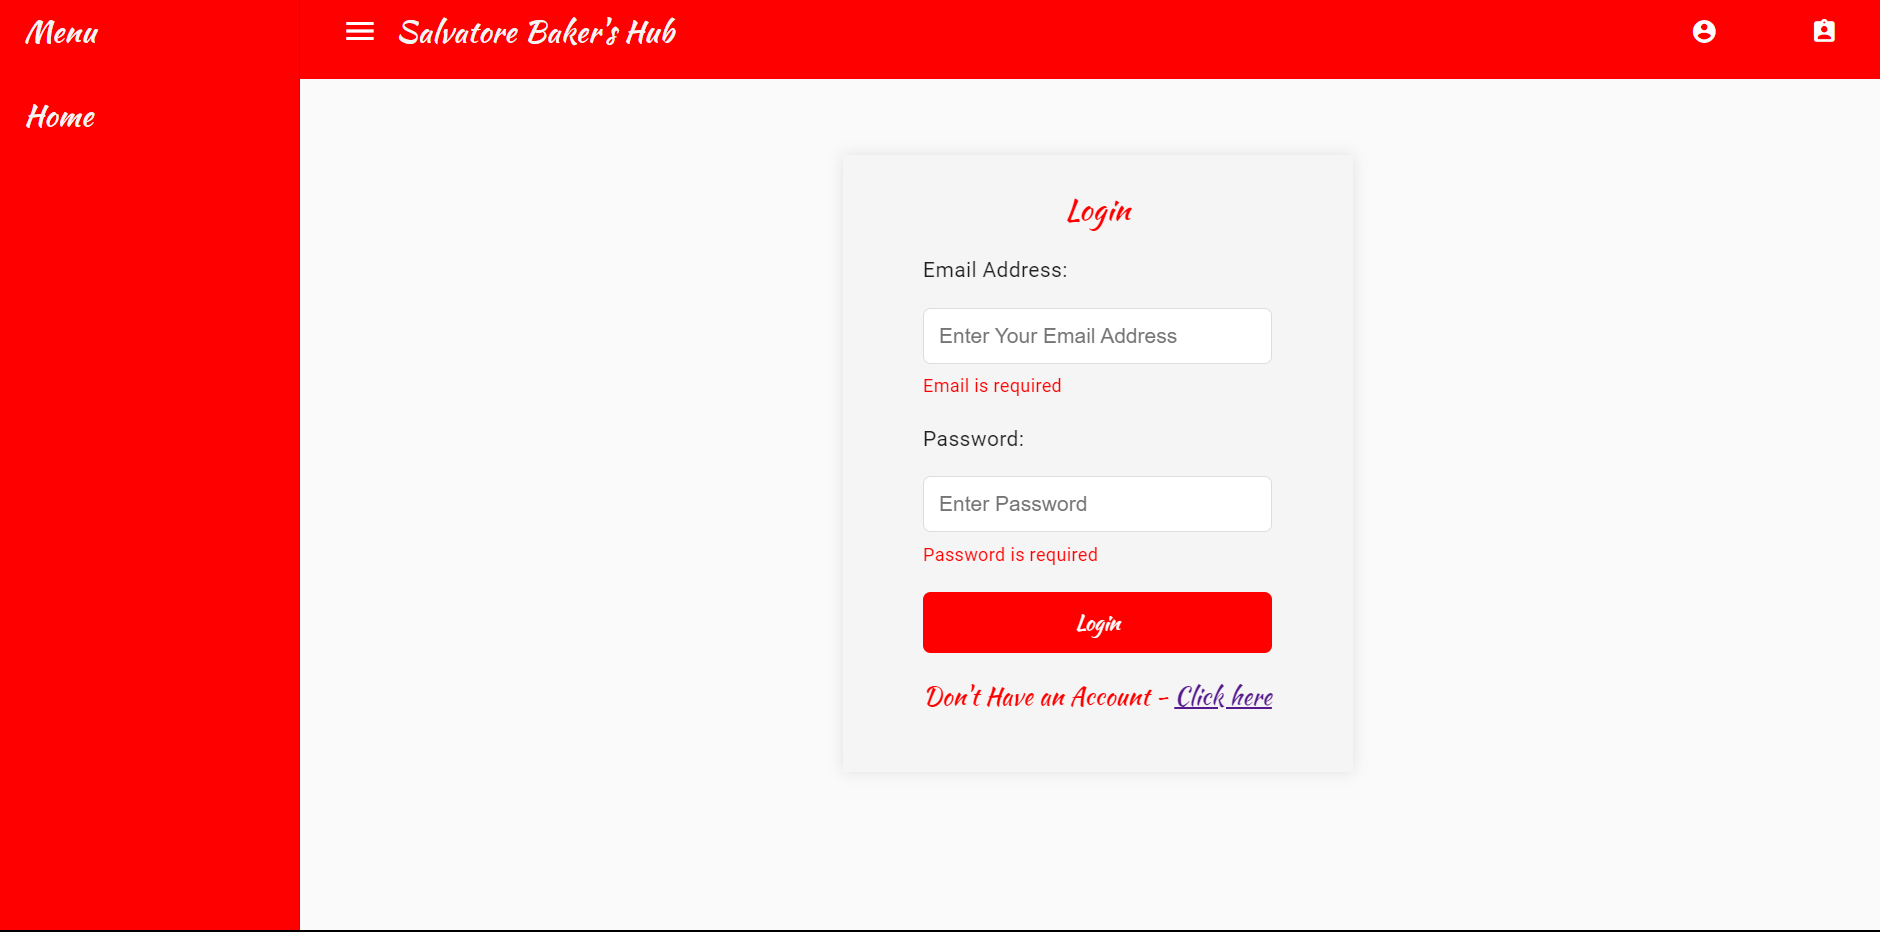 Menu
Home
Salvatore Baker's Hub
Login
Email Address:
Enter Your Email Address
Email is required
Password:
Enter Password
Password is required
Login
Don't Have an Account - Click here